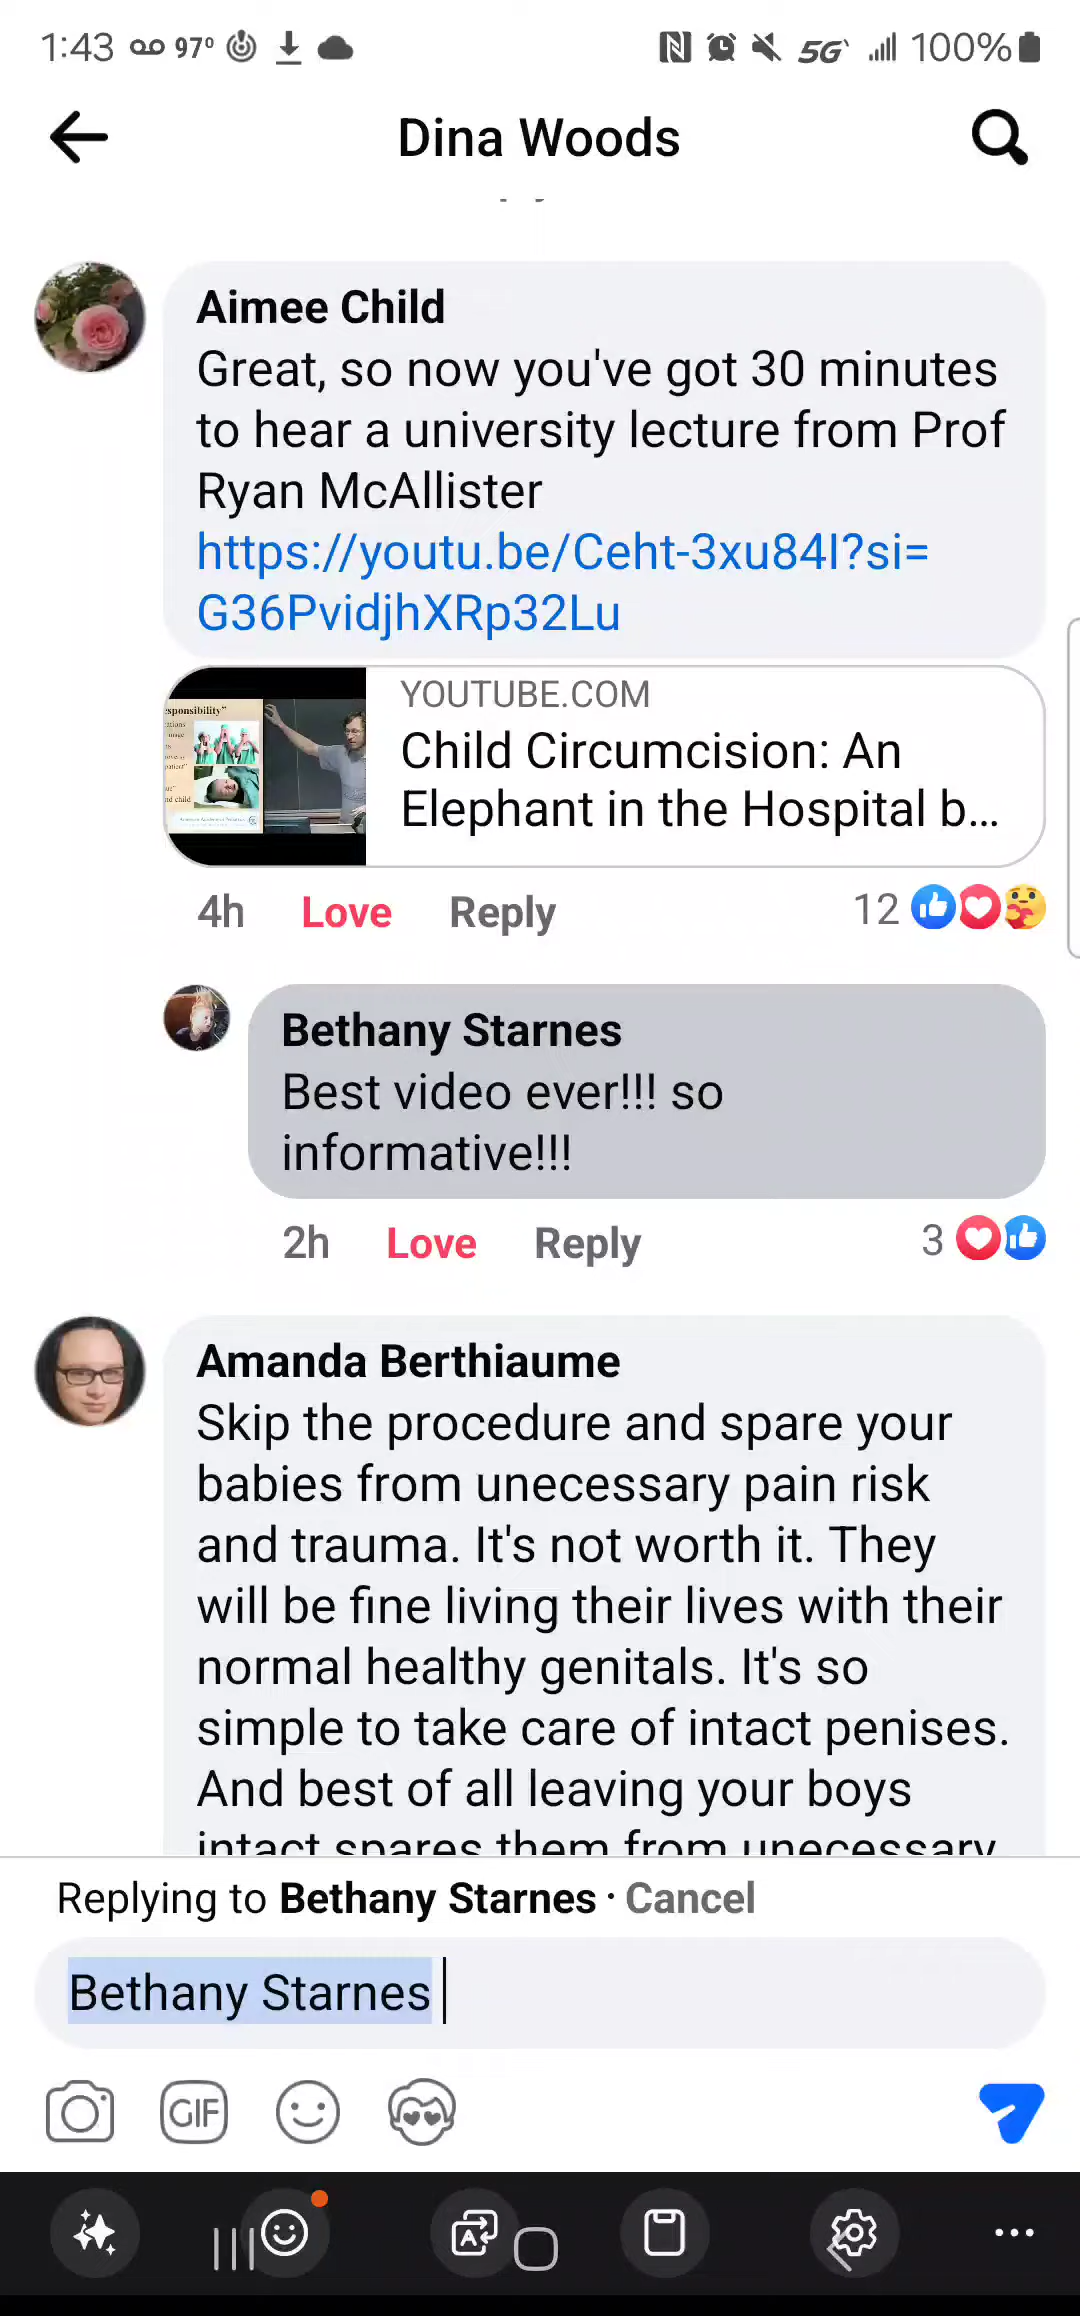 1:43 97° 5G 100%
Dina Woods
Aimee Child
Great, so now you've got 30 minutes
to hear a university lecture from Prof
Ryan McAllister
https://youtu.be/Ceht-3xu84I?si=
G36PvidjhXRp32Lu
YOUTUBE.COM
Child Circumcision: An
Elephant in the Hospital b...
4h Love Reply 12
Bethany Starnes
Best video ever!!! so
informative!!!
2h Love Reply 3
Amanda Berthiaume
Skip the procedure and spare your
babies from unecessary pain risk
and trauma. It's not worth it. They
will be fine living their lives with their
normal healthy genitals. It's so
simple to take care of intact penises.
And best of all leaving your boys
intact spares them from unecessary
Replying to Bethany Starnes · Cancel
Bethany Starnes
GIF